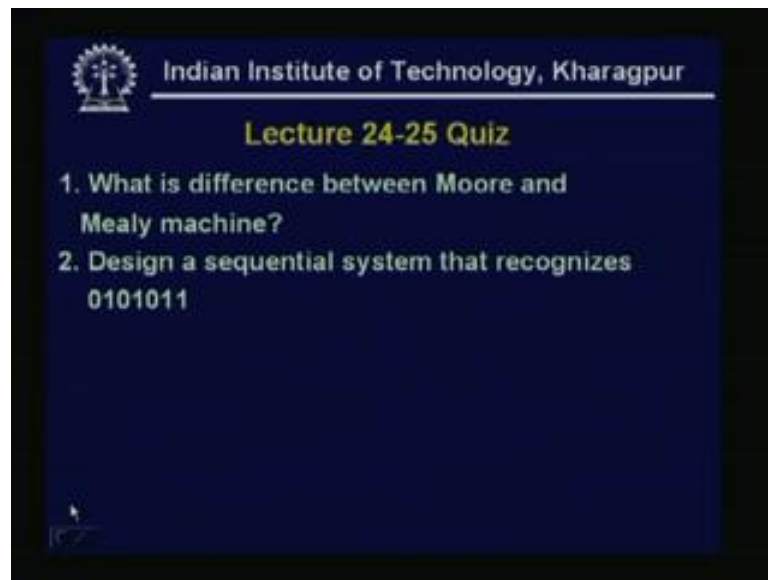 Indian Institute of Technology, Kharagpur
Lecture 24-25 Quiz
1. What is difference between Moore and
Mealy machine?
2. Design a sequential system that recognizes
0101011